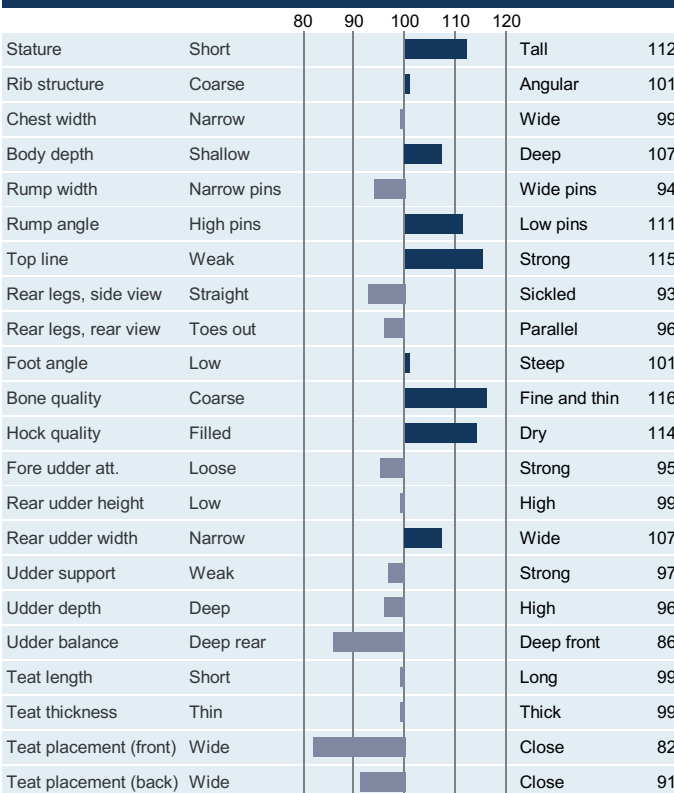 80 90 100 110 120
Stature Short Tall 112
Rib structure Coarse Angular 101
Chest width Narrow Wide 99
Body depth Shallow Deep 107
Rump width Narrow pins Wide pins 94
Rump angle High pins Low pins 111
Top line Weak Strong 115
Rear legs, side view Straight Sickled 93
Rear legs, rear view Toes out Parallel 96
Foot angle Low Steep 101
Bone quality Coarse Fine and thin 116
Hock quality Filled Dry 114
Fore udder att. Loose Strong 95
Rear udder height Low High 99
Rear udder width Narrow Wide 107
Udder support Weak Strong 97
Udder depth Deep High 96
Udder balance Deep rear Deep front 86
Teat length Short Long 99
Teat thickness Thin Thick 99
Teat placement (front) Wide Close 82
Teat placement (back) Wide Close 91